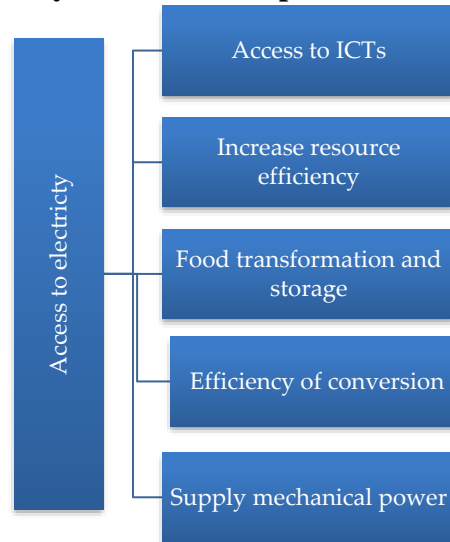 Access to electricty
Access to ICTs
Increase resource
efficiency
Food transformation and
storage
Efficiency of conversion
Supply mechanical power